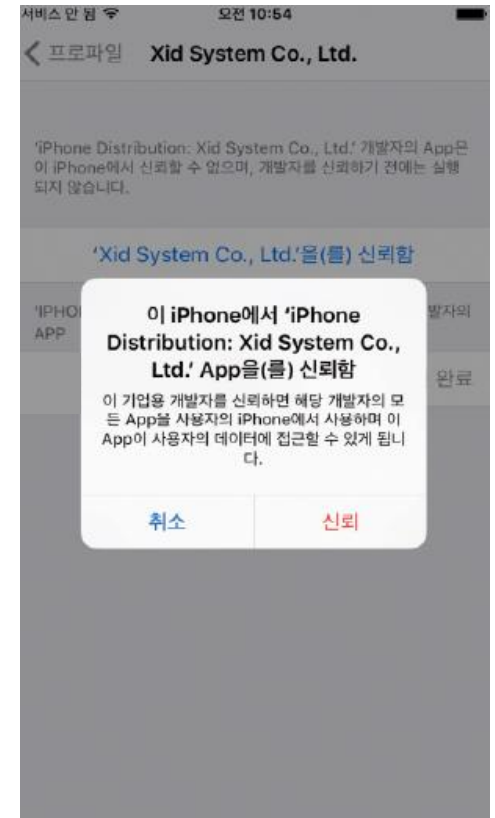 서비스 안 됨 오전 10:54
프로파일 Xid System Co., Ltd.
'iPhone Distribution: Xid System Co., Ltd.' 개발자의 App은
이 iPhone에서 신뢰할 수 없으며, 개발자를 신뢰하기 전에는 실행
되지 않습니다.
'Xid System Co., Ltd.'을(를) 신뢰함
'IPHO 발자의
APP
완료
이 iPhone에서 'iPhone
Distribution: Xid System Co.,
Ltd.' App을(를) 신뢰함
이 기업용 개발자를 신뢰하면 해당 개발자의 모
든 App을 사용자의 iPhone에서 사용하며 이
App이 사용자의 데이터에 접근할 수 있게 됩니
다.
취소 신뢰